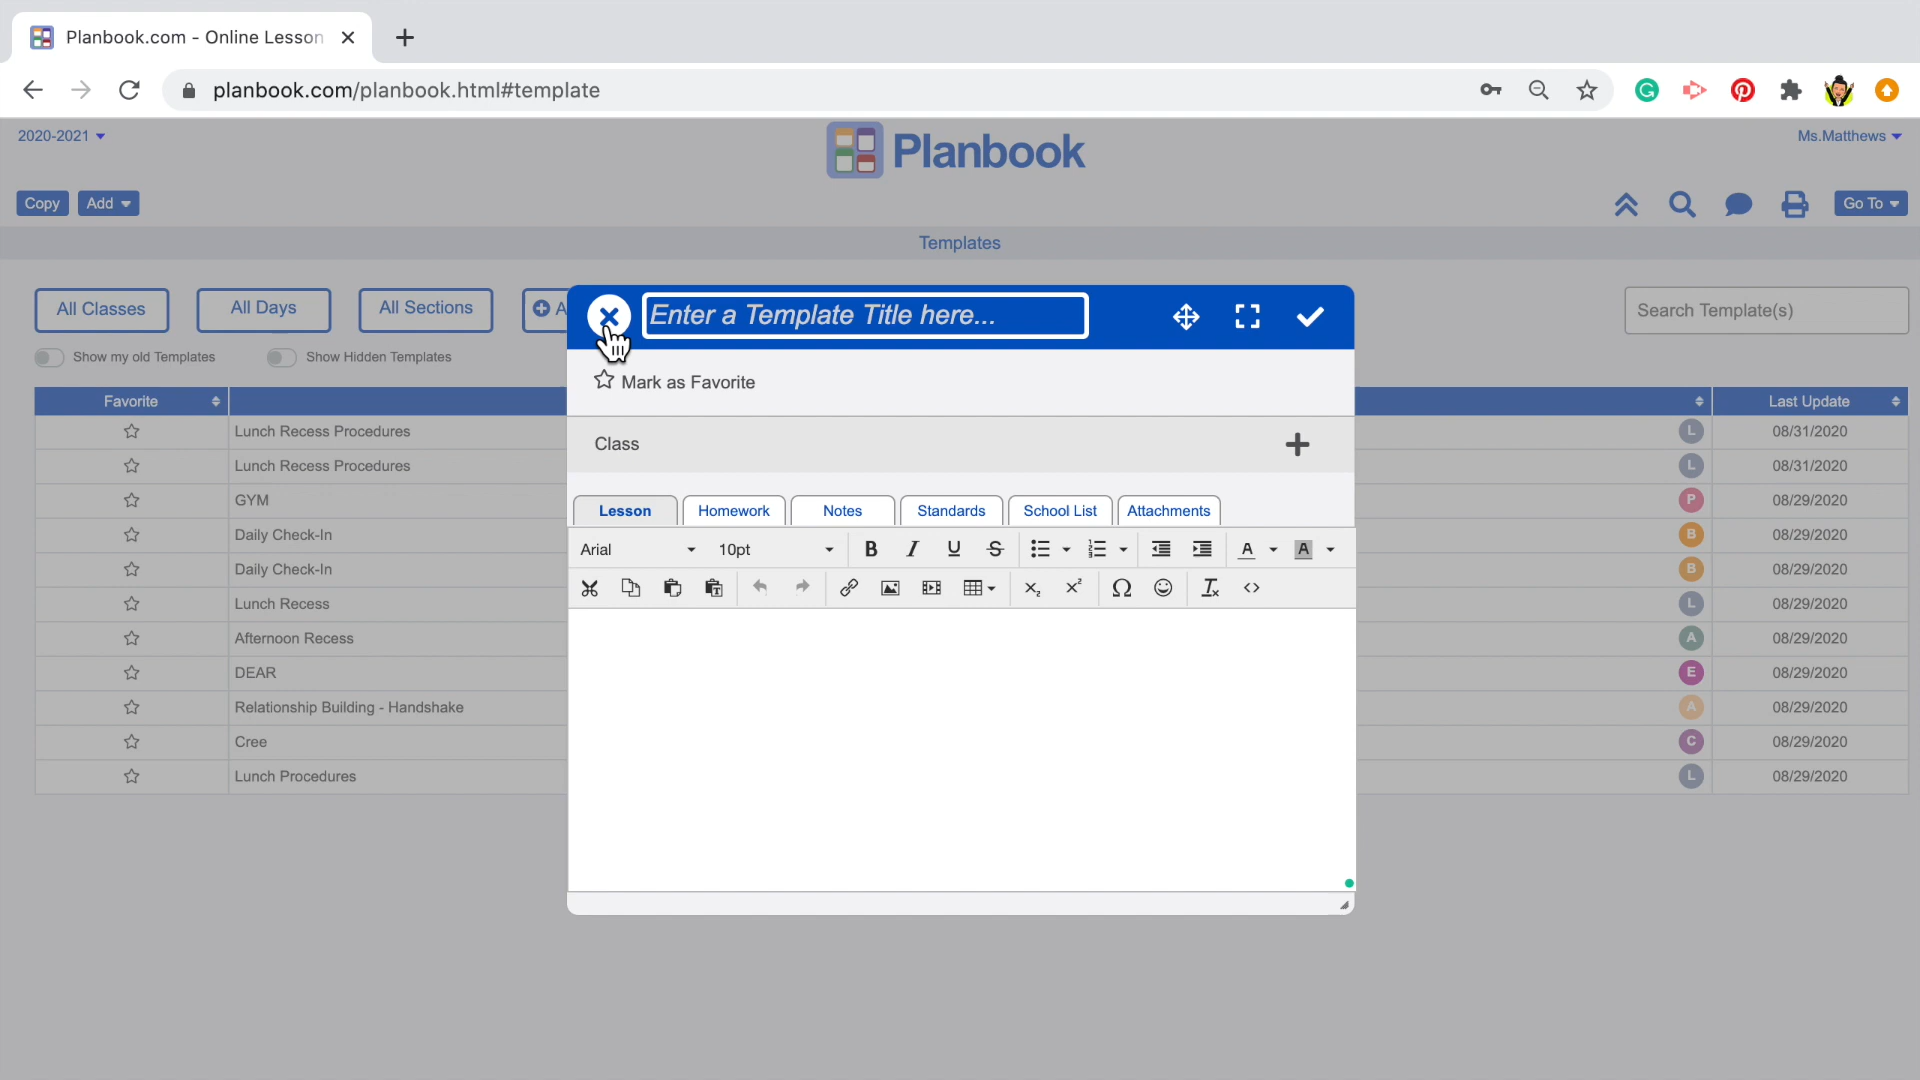 Planbook.com - Online Lesson
planbook.com/planbook.html#template
2020-2021
Planbook
Ms.Matthews
Copy
Add
Go To
Templates
All Classes
All Days
All Sections
A
Enter a Template Title here...
Search Template(s)
Show my old Templates
Show Hidden Templates
Mark as Favorite
Favorite
Last Update
Lunch Recess Procedures
L
08/31/2020
Class
Lunch Recess Procedures
L
08/31/2020
GYM
P
08/29/2020
Lesson
Homework
Notes
Standards
School List
Attachments
Daily Check-In
B
08/29/2020
Arial
10pt
B
I
U
S
A
A
Daily Check-In
B
08/29/2020
Lunch Recess
L
08/29/2020
Afternoon Recess
A
08/29/2020
DEAR
E
08/29/2020
Relationship Building - Handshake
A
08/29/2020
Cree
C
08/29/2020
Lunch Procedures
L
08/29/2020